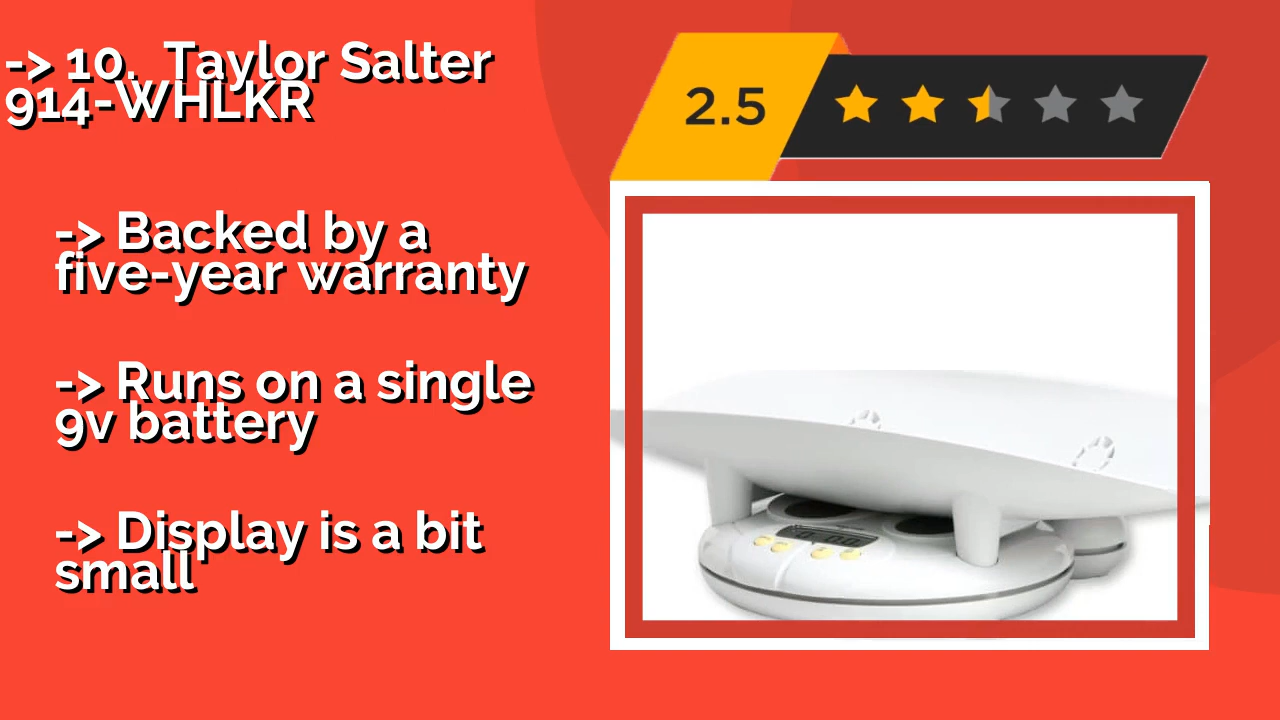 -> 10.  Taylor Salter
914-WHLKR
2.5
-> Backed by a
five-year warranty
-> Runs on a single
9v battery
-> Display is a bit
small